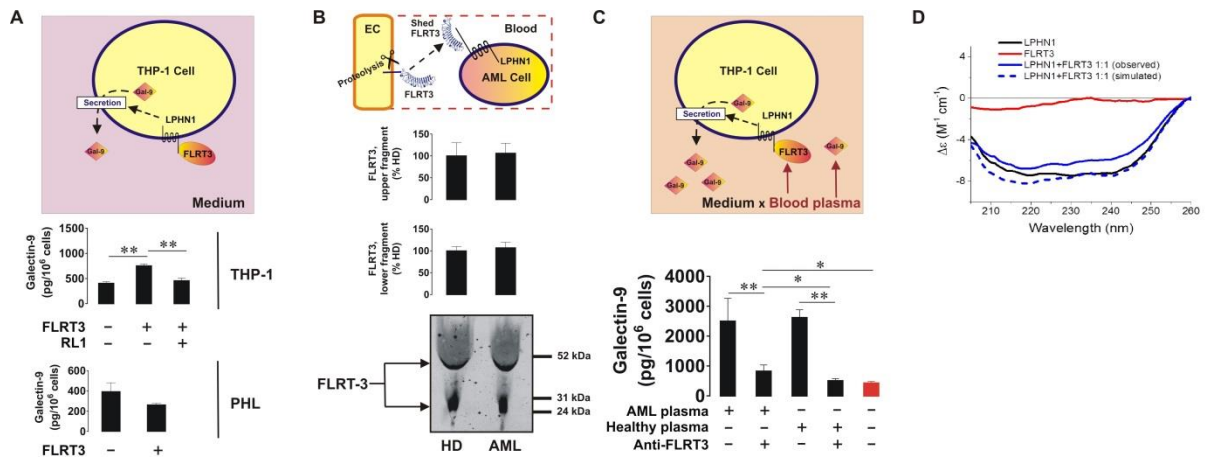 A
THP-1 Cell
Gal-9
Secretion
LPHN1
Gal-9
FLRT3
Medium
Galectin-9
(pg/10⁶ cells)
1500
1000
500
0
** **
THP-1
FLRT3 – + +
RL1 – – +
Galectin-9
(pg/10⁶ cells)
600
400
200
0
PHL
FLRT3 – +
B
EC
Shed
FLRT3
Blood
Proteolysis
LPHN1
AML Cell
FLRT3
FLRT3,
upper fragment
(% HD)
150
100
50
0
FLRT3,
lower fragment
(% HD)
150
100
50
0
FLRT-3
52 kDa
31 kDa
24 kDa
HD AML
C
THP-1 Cell
Gal-9
Secretion
LPHN1
Gal-9
FLRT3
Gal-9
Gal-9
Gal-9
Medium x Blood plasma
Galectin-9
(pg/10⁶ cells)
4000
3000
2000
1000
0
*
** * **
AML plasma + + – – –
Healthy plasma – – + + –
Anti-FLRT3 – + – + –
D
LPHN1
FLRT3
LPHN1+FLRT3 1:1 (observed)
LPHN1+FLRT3 1:1 (simulated)
Δε (M⁻¹ cm⁻¹)
0
-4
-8
210 220 230 240 250 260
Wavelength (nm)